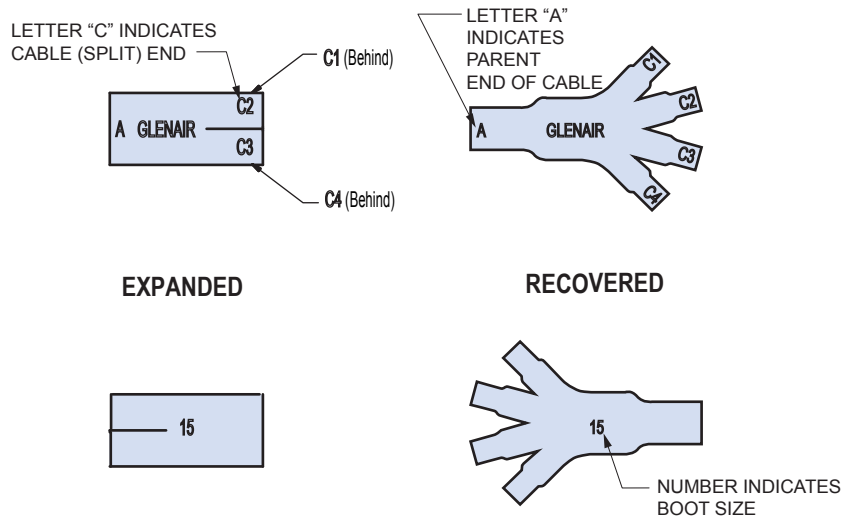 LETTER “C” INDICATES
CABLE (SPLIT) END
C1 (Behind)
C2
A GLENAIR
C3
C4 (Behind)
LETTER “A”
INDICATES
PARENT
END OF CABLE
C1
C2
A GLENAIR
C3
C4
EXPANDED
RECOVERED
15
15
NUMBER INDICATES
BOOT SIZE